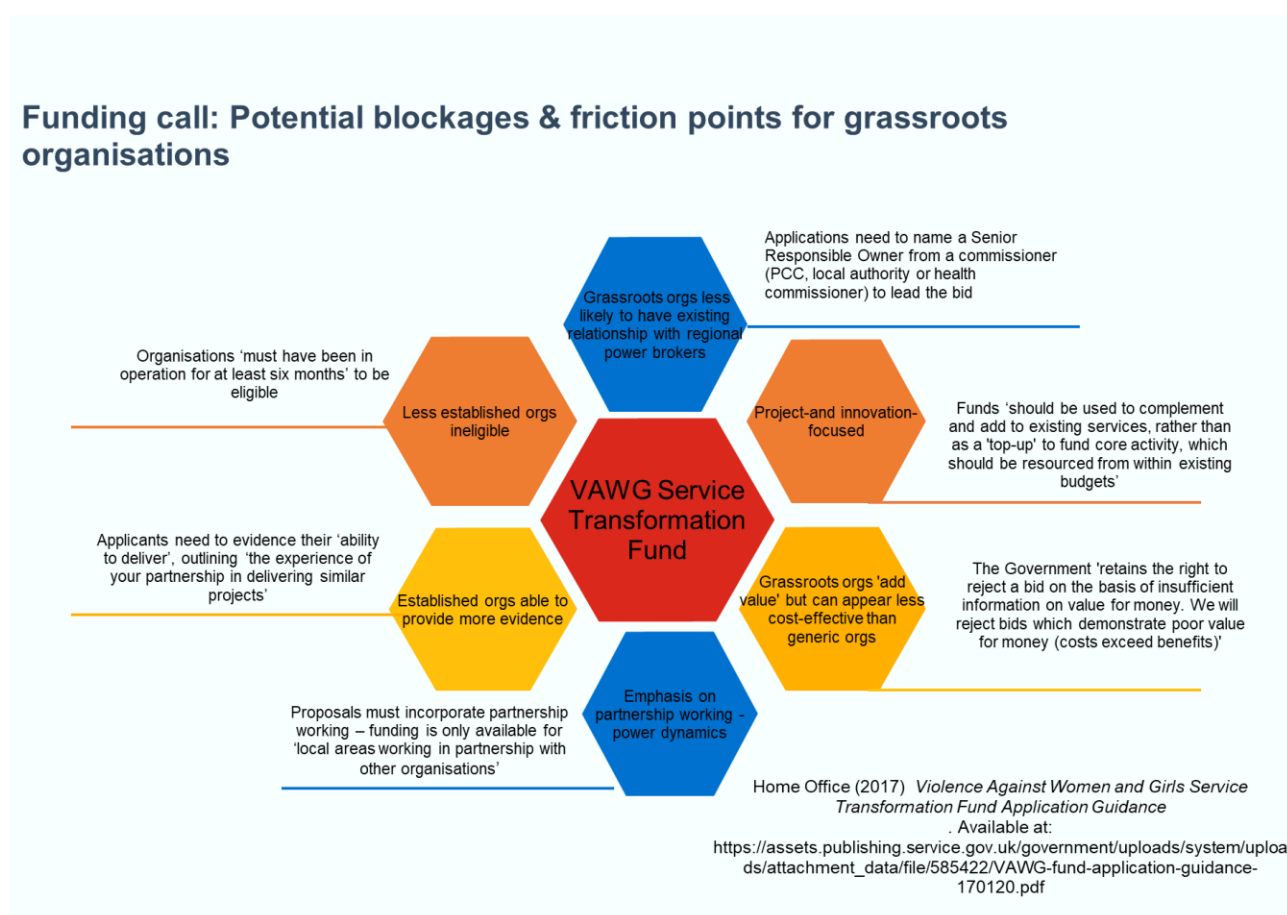 Funding call: Potential blockages & friction points for grassroots
organisations
Grassroots orgs less
likely to have existing
relationship with regional
power brokers
Applications need to name a Senior
Responsible Owner from a commissioner
(PCC, local authority or health
commissioner) to lead the bid
Organisations ‘must have been in
operation for at least six months’ to be
eligible
Less established orgs
ineligible
Project-and innovation-
focused
Funds ‘should be used to complement
and add to existing services, rather than
as a 'top-up' to fund core activity, which
should be resourced from within existing
budgets’
VAWG Service
Transformation
Fund
Applicants need to evidence their ‘ability
to deliver’, outlining ‘the experience of
your partnership in delivering similar
projects’
Established orgs able to
provide more evidence
Grassroots orgs 'add
value' but can appear less
cost-effective than
generic orgs
The Government 'retains the right to
reject a bid on the basis of insufficient
information on value for money. We will
reject bids which demonstrate poor value
for money (costs exceed benefits)'
Proposals must incorporate partnership
working – funding is only available for
‘local areas working in partnership with
other organisations’
Emphasis on
partnership working -
power dynamics
Home Office (2017) Violence Against Women and Girls Service
Transformation Fund Application Guidance
. Available at:
https://assets.publishing.service.gov.uk/government/uploads/system/uploa
ds/attachment_data/file/585422/VAWG-fund-application-guidance-
170120.pdf